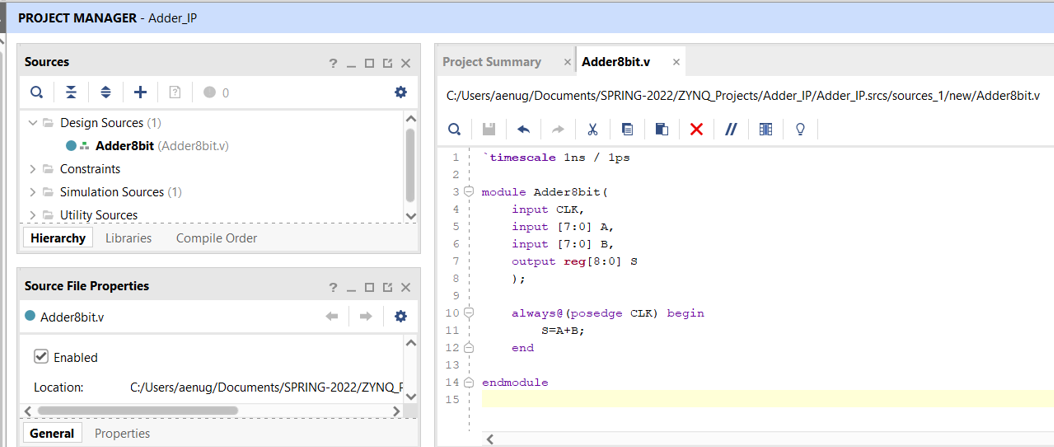 PROJECT MANAGER - Adder_IP
Sources
? _
0
Design Sources (1)
Adder8bit (Adder8bit.v)
Constraints
Simulation Sources (1)
Utility Sources
Hierarchy Libraries Compile Order
Source File Properties
? _
Adder8bit.v
Enabled
Location: C:/Users/aenug/Documents/SPRING-2022/ZYNQ_F
General Properties
Project Summary × Adder8bit.v ×
C:/Users/aenug/Documents/SPRING-2022/ZYNQ_Projects/Adder_IP/Adder_IP.srcs/sources_1/new/Adder8bit.v
1 `timescale 1ns / 1ps
2
3 module Adder8bit(
4 input CLK,
5 input [7:0] A,
6 input [7:0] B,
7 output reg[8:0] S
8 );
9
10 always@(posedge CLK) begin
11 S=A+B;
12 end
13
14 endmodule
15